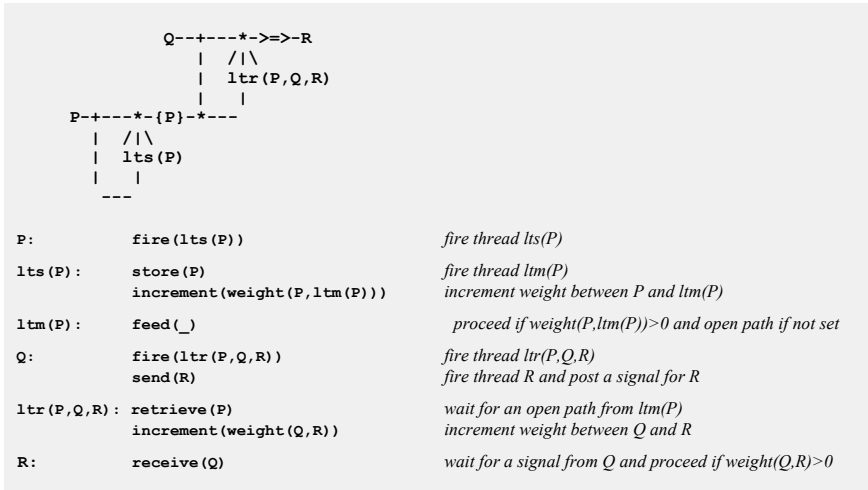 Q--+---*->=>-R
|  /|\
|  ltr(P,Q,R)
|   |
P-+---*-{P}-*---
|  /|\
|  lts(P)
|   |
---
P: fire(lts(P)) fire thread lts(P)
lts(P): store(P) fire thread ltm(P)
increment(weight(P,ltm(P))) increment weight between P and ltm(P)
ltm(P): feed(_) proceed if weight(P,ltm(P))>0 and open path if not set
Q: fire(ltr(P,Q,R)) fire thread ltr(P,Q,R)
send(R) fire thread R and post a signal for R
ltr(P,Q,R): retrieve(P) wait for an open path from ltm(P)
increment(weight(Q,R)) increment weight between Q and R
R: receive(Q) wait for a signal from Q and proceed if weight(Q,R)>0